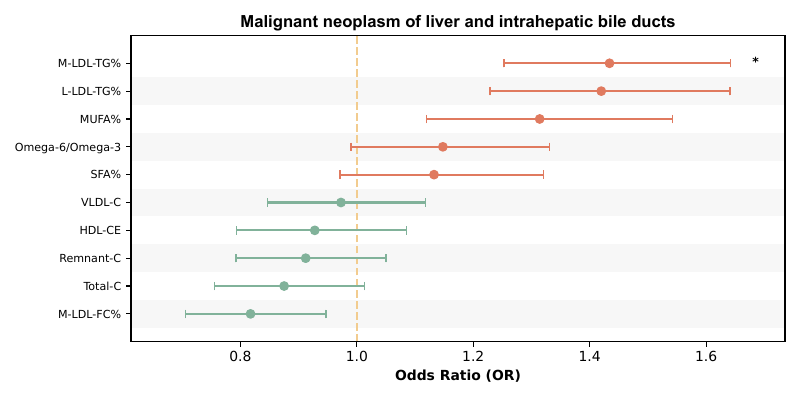 Malignant neoplasm of liver and intrahepatic bile ducts
M-LDL-TG%
*
L-LDL-TG%
MUFA%
Omega-6/Omega-3
SFA%
VLDL-C
HDL-CE
Remnant-C
Total-C
M-LDL-FC%
0.8 1.0 1.2 1.4 1.6
Odds Ratio (OR)